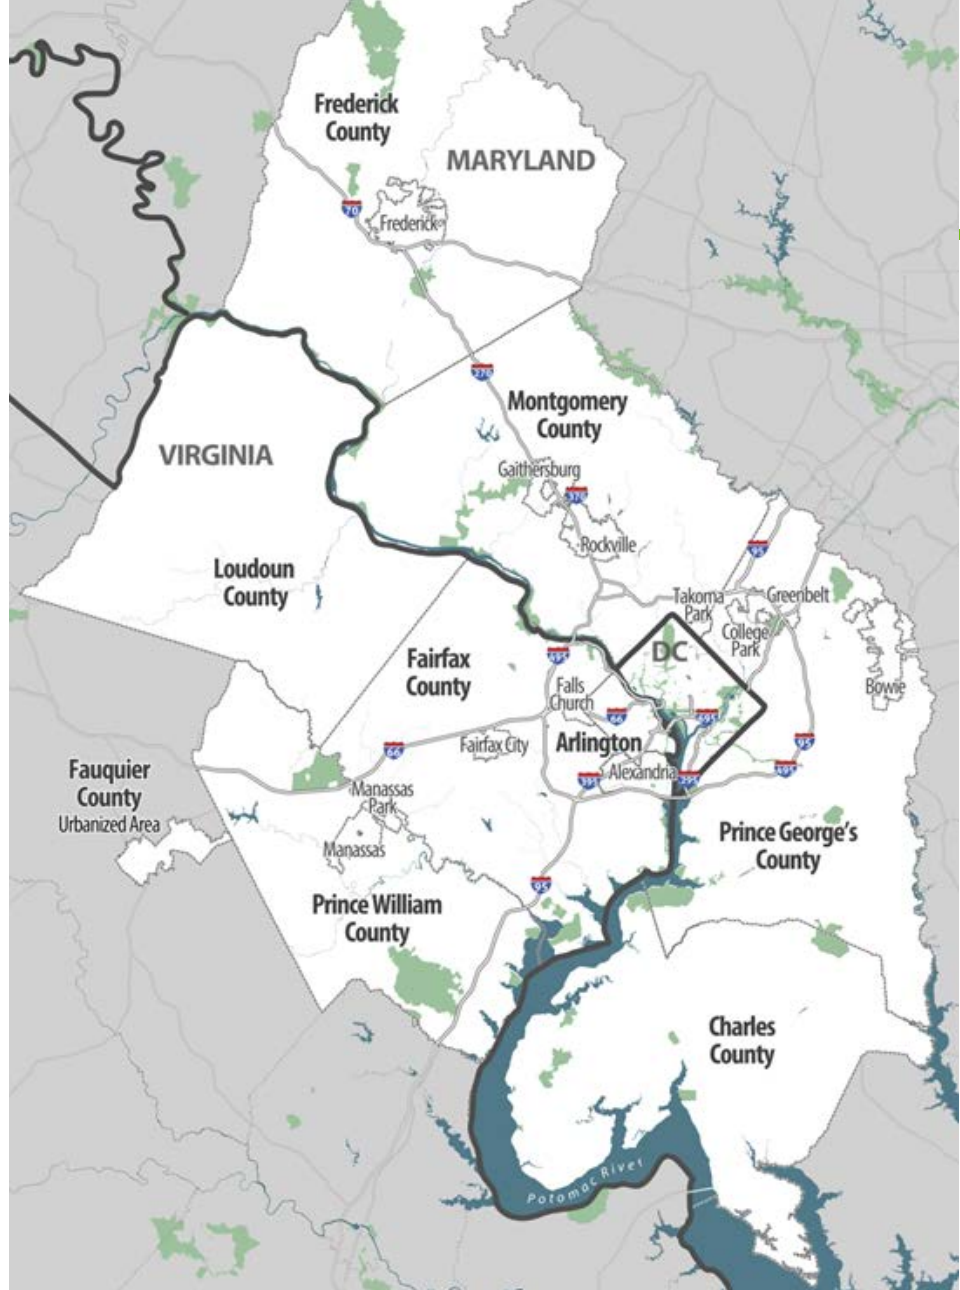 Frederick
County
MARYLAND
70
Frederick
270
Montgomery
County
VIRGINIA
Gaithersburg
370
Rockville
95
Loudoun
County
Takoma
Park
Greenbelt
College
Park
DC
495
Fairfax
County
Falls
Church
Bowie
66
695
Arlington
Fairfax City
66
95
Alexandria
395
295
495
Fauquier
County
Urbanized Area
Manassas
Park
Manassas
Prince George's
County
95
Prince William
County
Charles
County
Potomac River